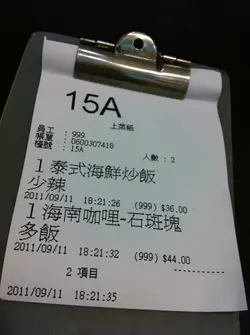 15A
上菜紙
員工 : 999
帳單 : 0600307418
檯號 : 15A
人數 : 2
1 泰式海鮮炒飯
少辣
2011/09/11 18:21:26 (999) $36.00
1 海南咖哩-石斑塊
多飯
2011/09/11 18:21:32 (999) $44.00
2 項目
2011/09/11 18:21:35